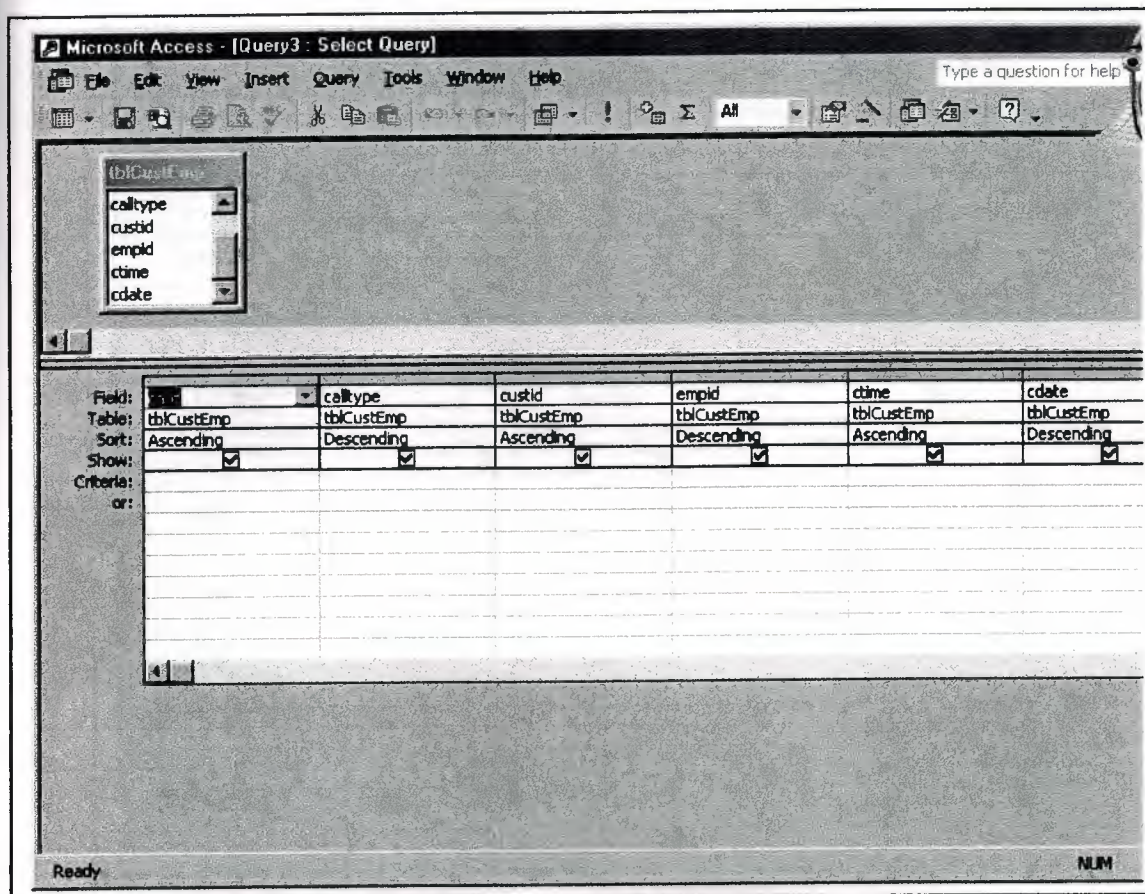 Microsoft Access - [Query3 : Select Query]
File Edit View Insert Query Tools Window Help
Type a question for help
All
calltype
custid
empid
ctime
cdate
Field: calltype custid empid ctime cdate
Table: tblCustEmp tblCustEmp tblCustEmp tblCustEmp tblCustEmp tblCustEmp
Sort: Ascending Descending Ascending Descending Ascending Descending
Show:
Criteria:
or:
Ready
NUM